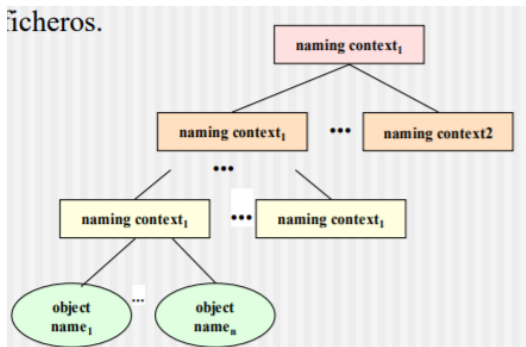 ficheros.
naming context₁
naming context₁
•••
naming context2
•••
naming context₁
•••
naming context₁
object
name₁
...
object
nameₙ